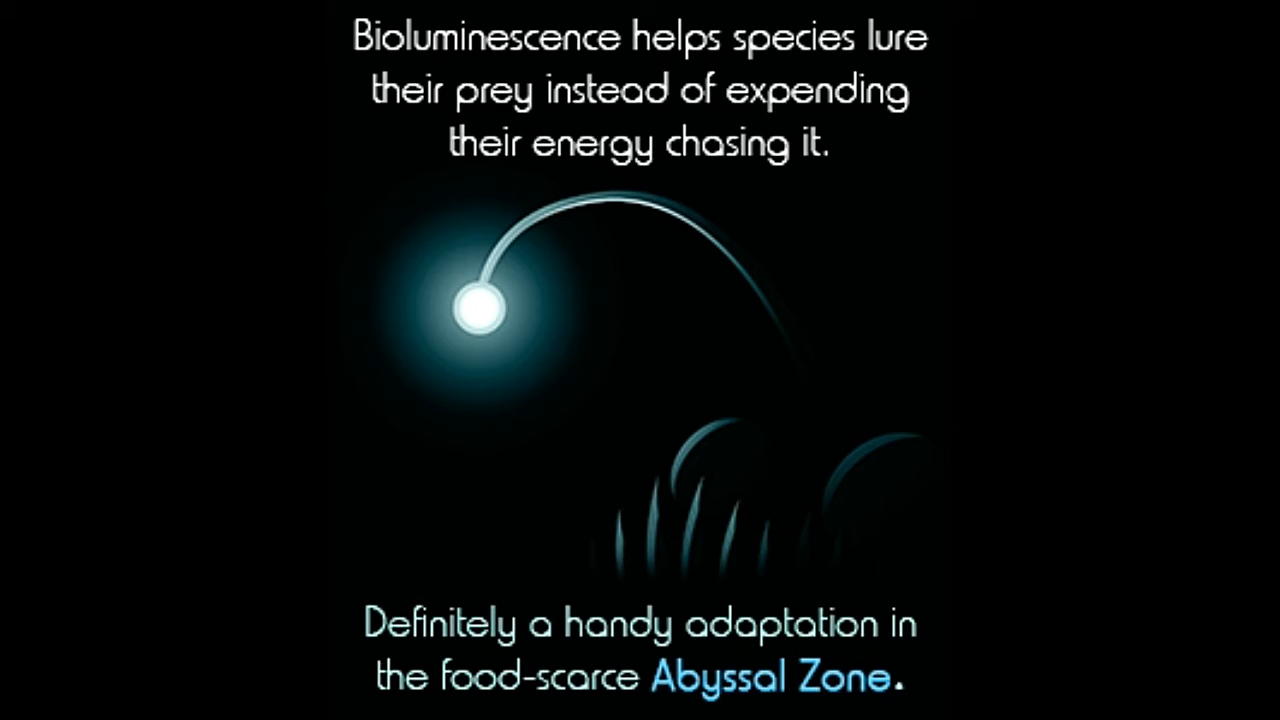 Bioluminescence helps species lure
their prey instead of expending
their energy chasing it.
Definitely a handy adaptation in
the food-scarce Abyssal Zone.